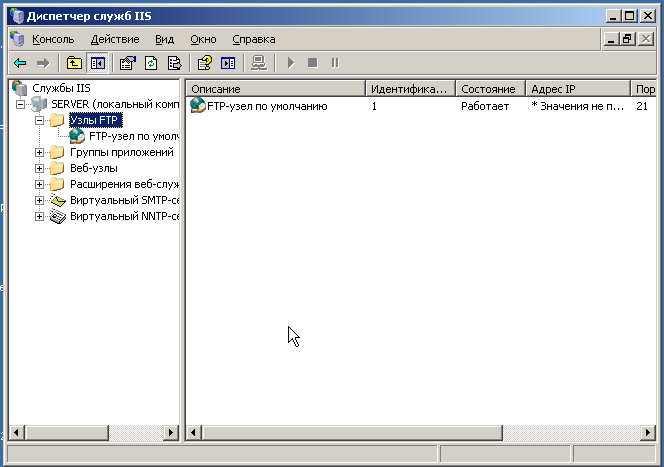 Диспетчер служб IIS
Консоль Действие Вид Окно Справка
Службы IIS
SERVER (локальный комп
Узлы FTP
FTP-узел по умолч
Группы приложений
Веб-узлы
Расширения веб-служ
Виртуальный SMTP-се
Виртуальный NNTP-се
Описание Идентифика... Состояние Адрес IP Пор
FTP-узел по умолчанию 1 Работает * Значения не п... 21